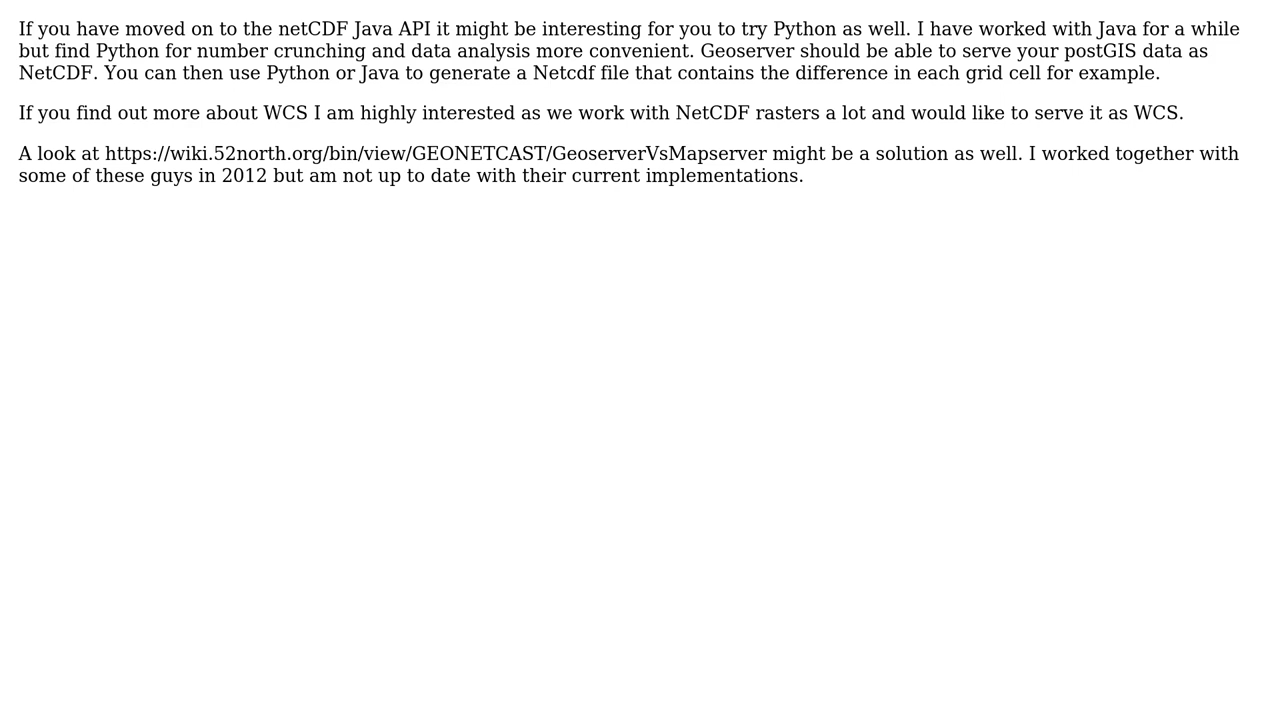 If you have moved on to the netCDF Java API it might be interesting for you to try Python as well. I have worked with Java for a while
but find Python for number crunching and data analysis more convenient. Geoserver should be able to serve your postGIS data as
NetCDF. You can then use Python or Java to generate a Netcdf file that contains the difference in each grid cell for example.
If you find out more about WCS I am highly interested as we work with NetCDF rasters a lot and would like to serve it as WCS.
A look at https://wiki.52north.org/bin/view/GEONETCAST/GeoserverVsMapserver might be a solution as well. I worked together with
some of these guys in 2012 but am not up to date with their current implementations.